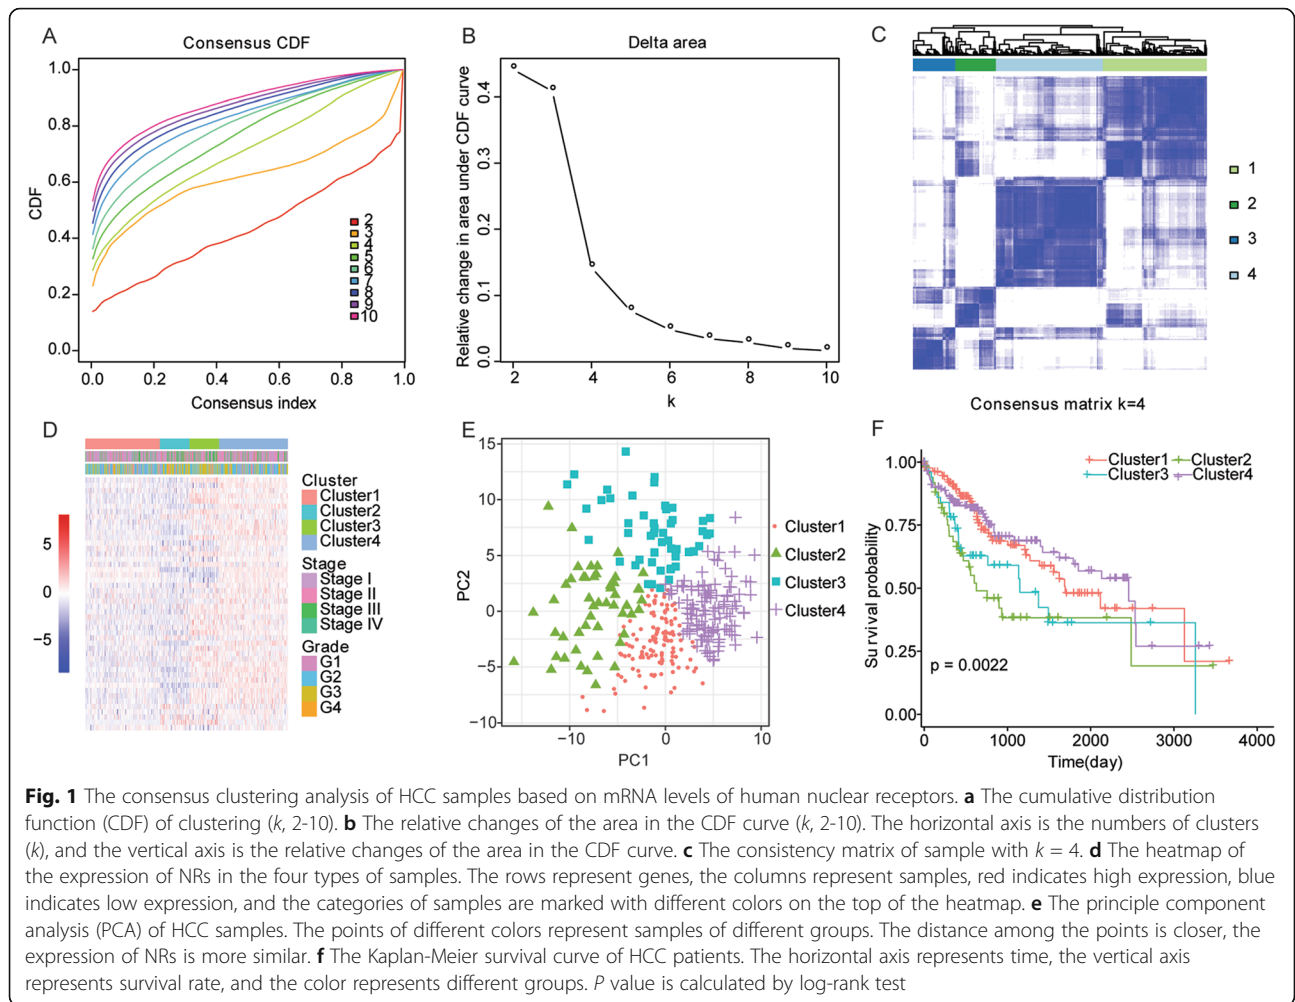 A
Consensus CDF
CDF
1.0
0.8
0.6
0.4
0.2
0.0
2
3
4
5
6
7
8
9
10
0.0 0.2 0.4 0.6 0.8 1.0
Consensus index
B
Delta area
Relative change in area under CDF curve
0.4
0.3
0.2
0.1
0.0
2 4 6 8 10
k
C
1
2
3
4
Consensus matrix k=4
D
5
0
−5
Cluster
Cluster1
Cluster2
Cluster3
Cluster4
Stage
Stage I
Stage II
Stage III
Stage IV
Grade
G1
G2
G3
G4
E
PC2
15
10
5
0
−5
−10
−10 0 10
PC1
Cluster1
Cluster2
Cluster3
Cluster4
F
Cluster1 Cluster2
Cluster3 Cluster4
Survival probability
1.00
0.75
0.50
0.25
0.00
p = 0.0022
0 1000 2000 3000 4000
Time(day)
Fig. 1 The consensus clustering analysis of HCC samples based on mRNA levels of human nuclear receptors. a The cumulative distribution
function (CDF) of clustering (k, 2-10). b The relative changes of the area in the CDF curve (k, 2-10). The horizontal axis is the numbers of clusters
(k), and the vertical axis is the relative changes of the area in the CDF curve. c The consistency matrix of sample with k = 4. d The heatmap of
the expression of NRs in the four types of samples. The rows represent genes, the columns represent samples, red indicates high expression, blue
indicates low expression, and the categories of samples are marked with different colors on the top of the heatmap. e The principle component
analysis (PCA) of HCC samples. The points of different colors represent samples of different groups. The distance among the points is closer, the
expression of NRs is more similar. f The Kaplan-Meier survival curve of HCC patients. The horizontal axis represents time, the vertical axis
represents survival rate, and the color represents different groups. P value is calculated by log-rank test